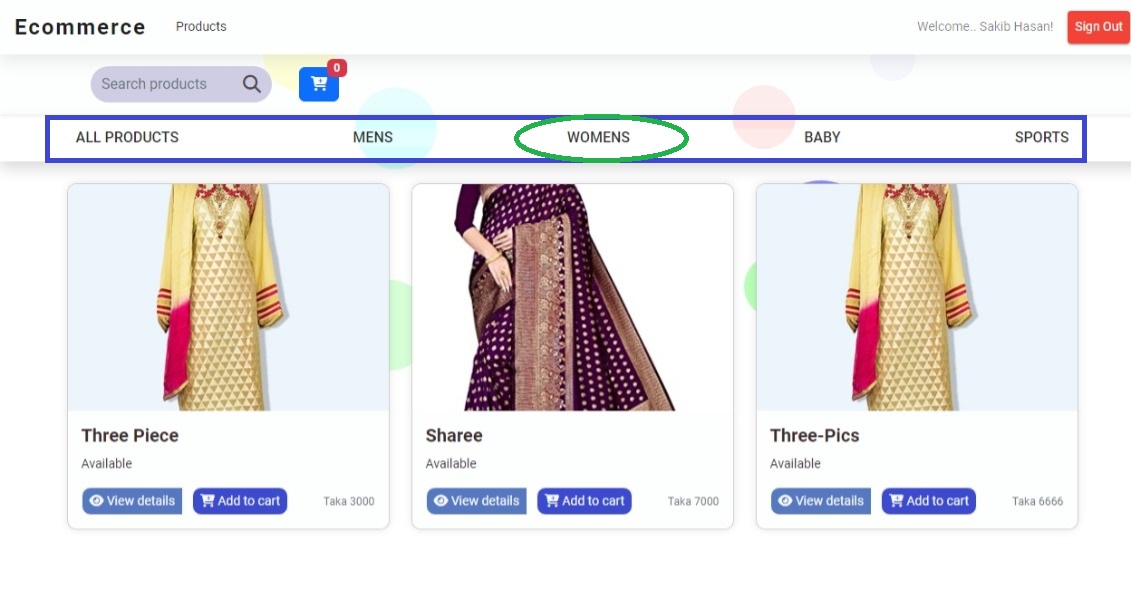 Ecommerce Products Welcome.. Sakib Hasan! Sign Out
Search products 0
ALL PRODUCTS MENS WOMENS BABY SPORTS
Three Piece Sharee Three-Pics
Available Available Available
View details Add to cart Taka 3000 View details Add to cart Taka 7000 View details Add to cart Taka 6666